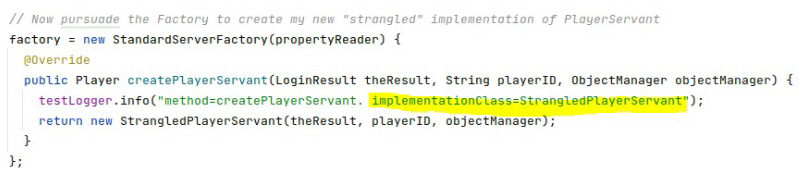 // Now pursuade the Factory to create my new "strangled" implementation of PlayerServant
factory = new StandardServerFactory(propertyReader) {
@Override
public Player createPlayerServant(LoginResult theResult, String playerID, ObjectManager objectManager) {
testLogger.info("method=createPlayerServant. implementationClass=StrangledPlayerServant");
return new StrangledPlayerServant(theResult, playerID, objectManager);
}
};